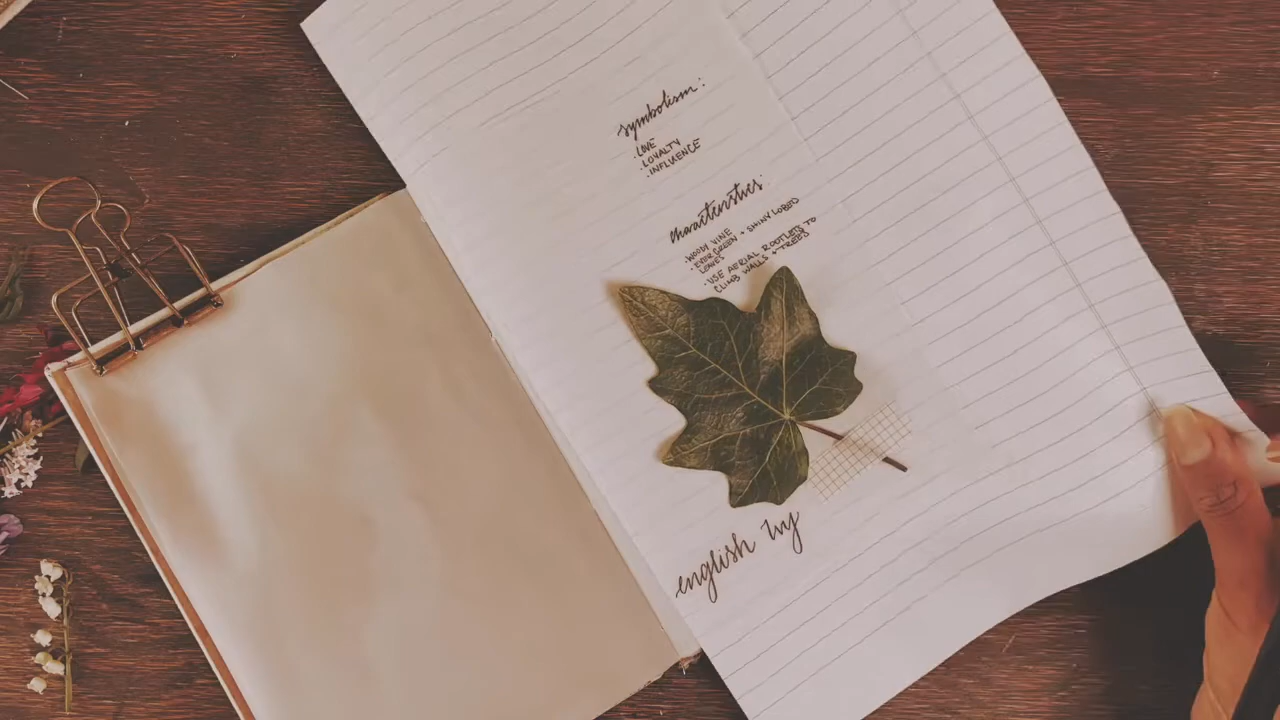 symbolism:
· LOVE
· LOYALTY
· INFLUENCE
characteristics:
· WOODY VINE
· EVERGREEN + SHINY LOBED
LEAVES
· USE AERIAL ROOTLETS TO
CLIMB WALLS + TREES
english ivy